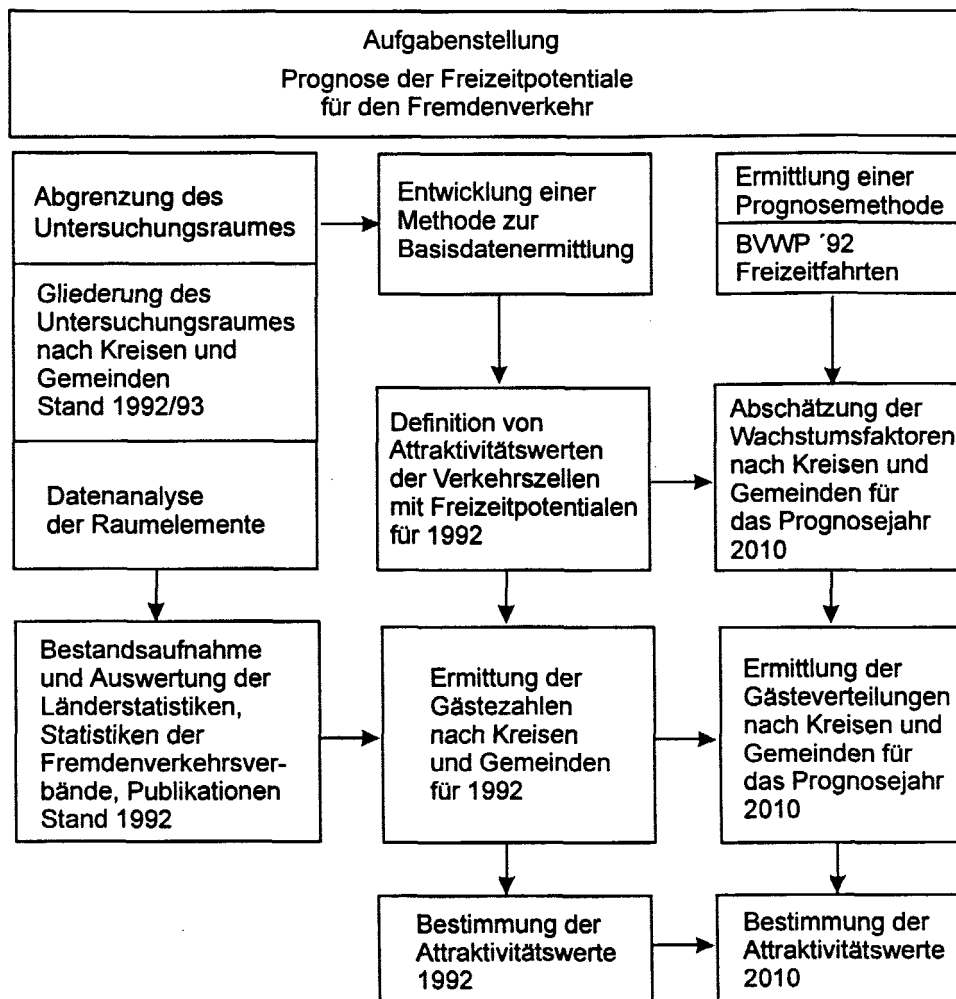 Aufgabenstellung
Prognose der Freizeitpotentiale
für den Fremdenverkehr
Abgrenzung des
Untersuchungsraumes
Gliederung des
Untersuchungsraumes
nach Kreisen und
Gemeinden
Stand 1992/93
Datenanalyse
der Raumelemente
Bestandsaufnahme
und Auswertung der
Länderstatistiken,
Statistiken der
Fremdenverkehrsver-
bände, Publikationen
Stand 1992
Entwicklung einer
Methode zur
Basisdatenermittlung
Definition von
Attraktivitätswerten
der Verkehrszellen
mit Freizeitpotentialen
für 1992
Ermittung der
Gästezahlen
nach Kreisen
und Gemeinden
für 1992
Bestimmung der
Attraktivitätswerte
1992
Ermittlung einer
Prognosemethode
BVWP ´92
Freizeitfahrten
Abschätzung der
Wachstumsfaktoren
nach Kreisen und
Gemeinden für
das Prognosejahr
2010
Ermittlung der
Gästeverteilungen
nach Kreisen und
Gemeinden für
das Prognosejahr
2010
Bestimmung der
Attraktivitätswerte
2010